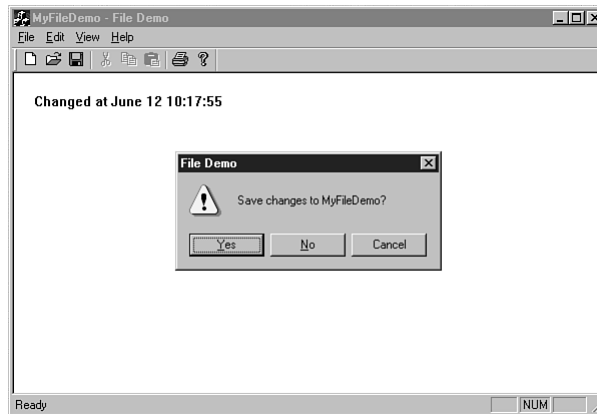 MyFileDemo - File Demo
File Edit View Help
Changed at June 12 10:17:55
File Demo
Save changes to MyFileDemo?
Yes No Cancel
Ready NUM